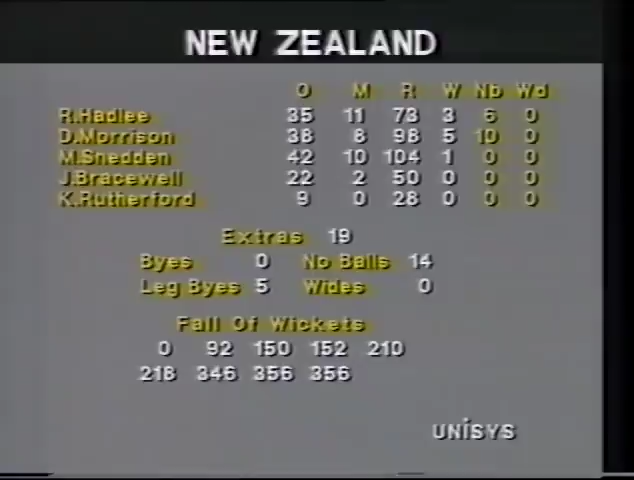 NEW ZEALAND
O M R W Nb Wd
R.Hadlee 35 11 73 3 6 0
D.Morrison 38 8 98 5 10 0
M.Snedden 42 10 104 1 0 0
J.Bracewell 22 2 50 0 0 0
K.Rutherford 9 0 28 0 0 0
Extras 19
Byes 0 No Balls 14
Leg Byes 5 Wides 0
Fall Of Wickets
0 92 150 152 210
218 346 356 356
UNiSYS